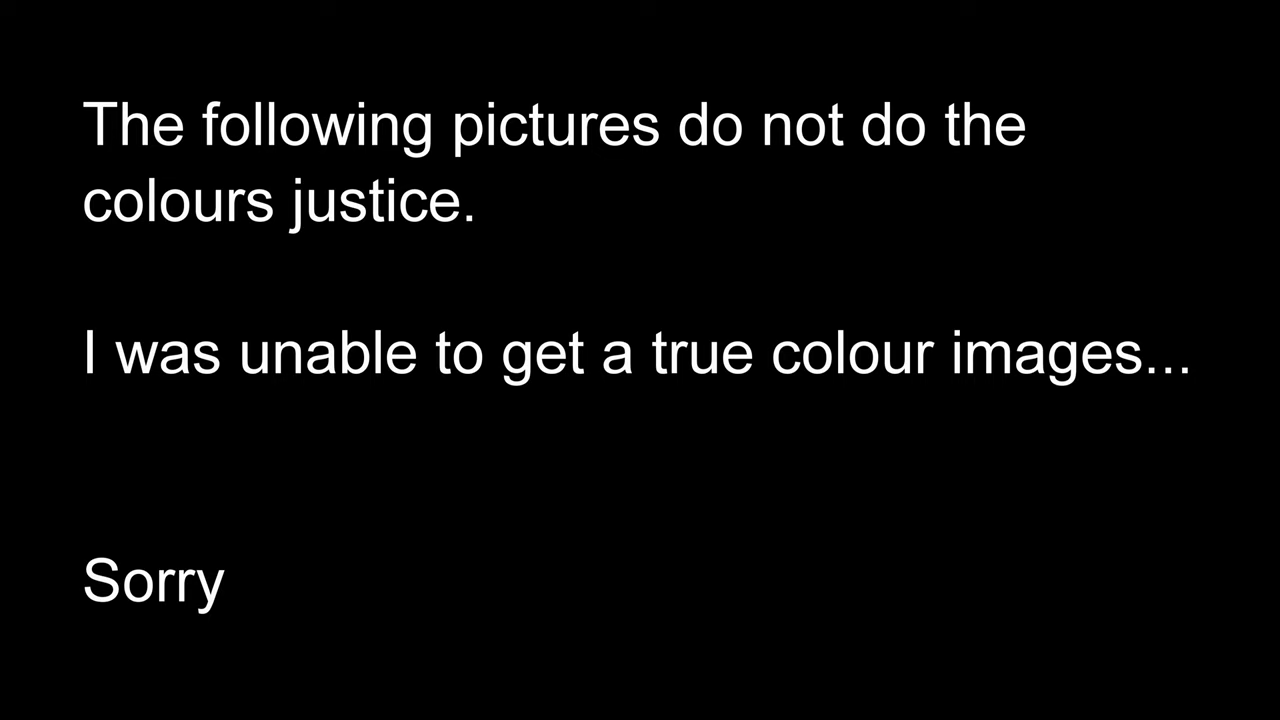 The following pictures do not do the
colours justice.
I was unable to get a true colour images...
Sorry